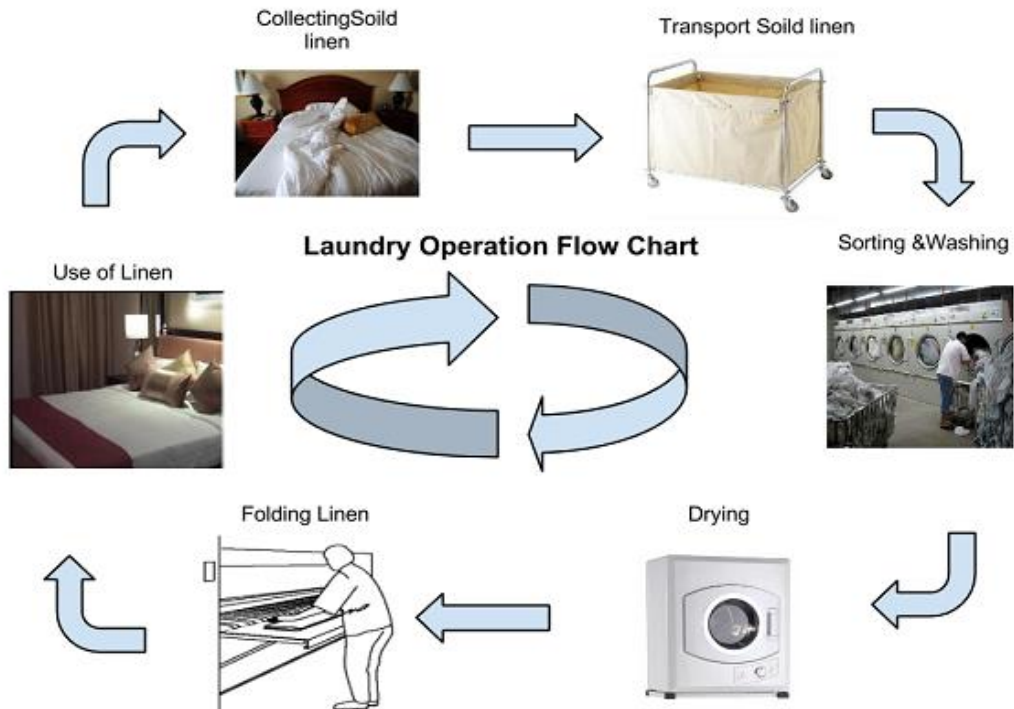 CollectingSoild
linen
Transport Soild linen
Laundry Operation Flow Chart
Sorting &Washing
Use of Linen
Folding Linen
Drying